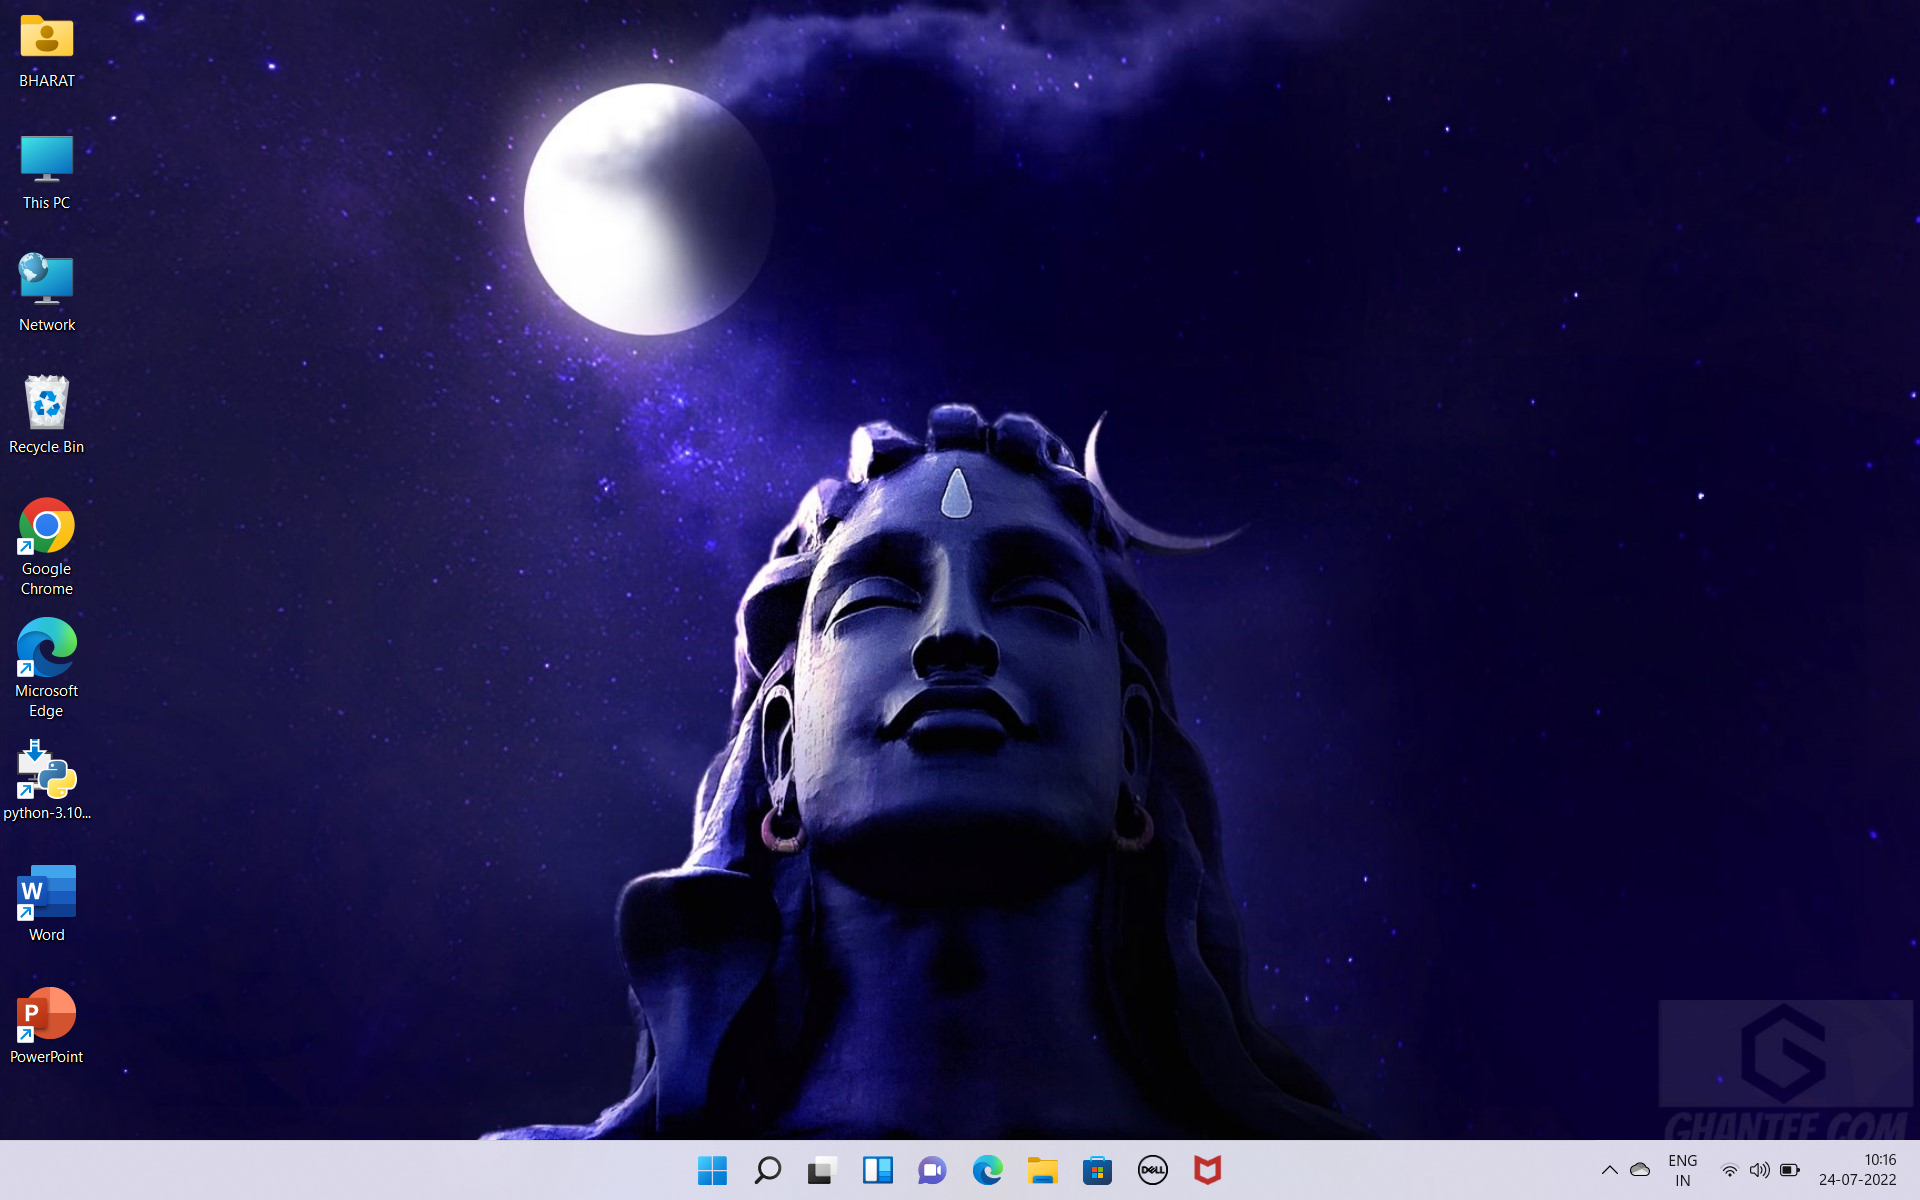 BHARAT
This PC
Network
Recycle Bin
Google
Chrome
Microsoft
Edge
python-3.10...
W
Word
P
PowerPoint
GHANTEE.COM
DELL
ENG
IN
10:16
24-07-2022